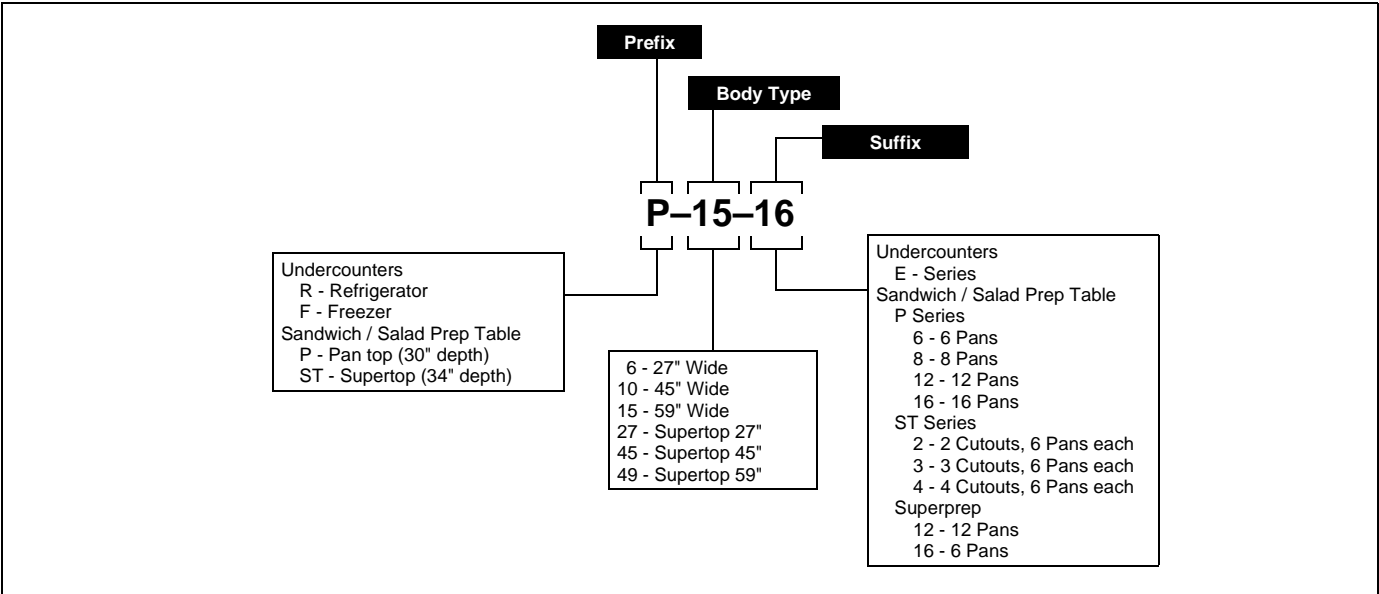 Prefix
Body Type
Suffix
P–15–16
Undercounters
R - Refrigerator
F - Freezer
Sandwich / Salad Prep Table
P - Pan top (30" depth)
ST - Supertop (34" depth)
6 - 27" Wide
10 - 45" Wide
15 - 59" Wide
27 - Supertop 27"
45 - Supertop 45"
49 - Supertop 59"
Undercounters
E - Series
Sandwich / Salad Prep Table
P Series
6 - 6 Pans
8 - 8 Pans
12 - 12 Pans
16 - 16 Pans
ST Series
2 - 2 Cutouts, 6 Pans each
3 - 3 Cutouts, 6 Pans each
4 - 4 Cutouts, 6 Pans each
Superprep
12 - 12 Pans
16 - 6 Pans